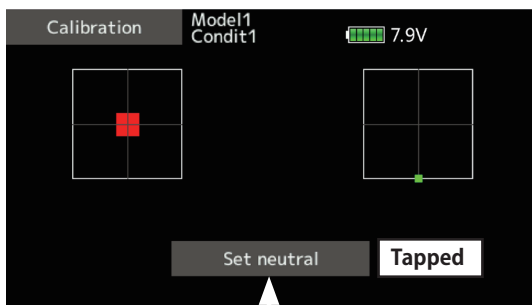 Calibration
Model1
Condit1
7.9V
Set neutral
Tapped